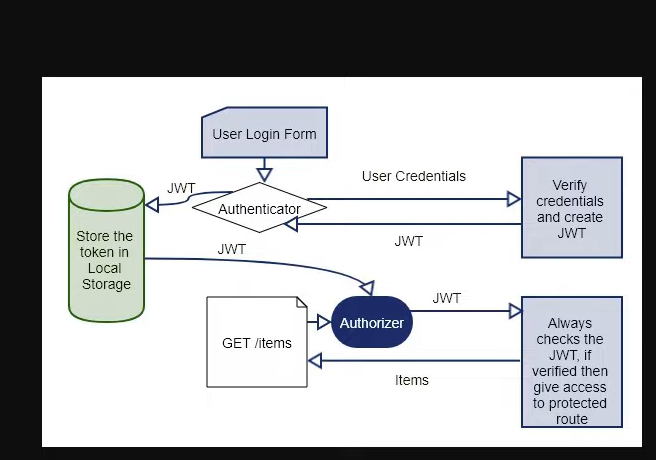 User Login Form
User Credentials
JWT
Authenticator
Verify
credentials
and create
JWT
JWT
Store the
token in
Local
Storage
JWT
JWT
GET /items
Authorizer
Always
checks the
JWT, if
verified then
give access
to protected
route
Items